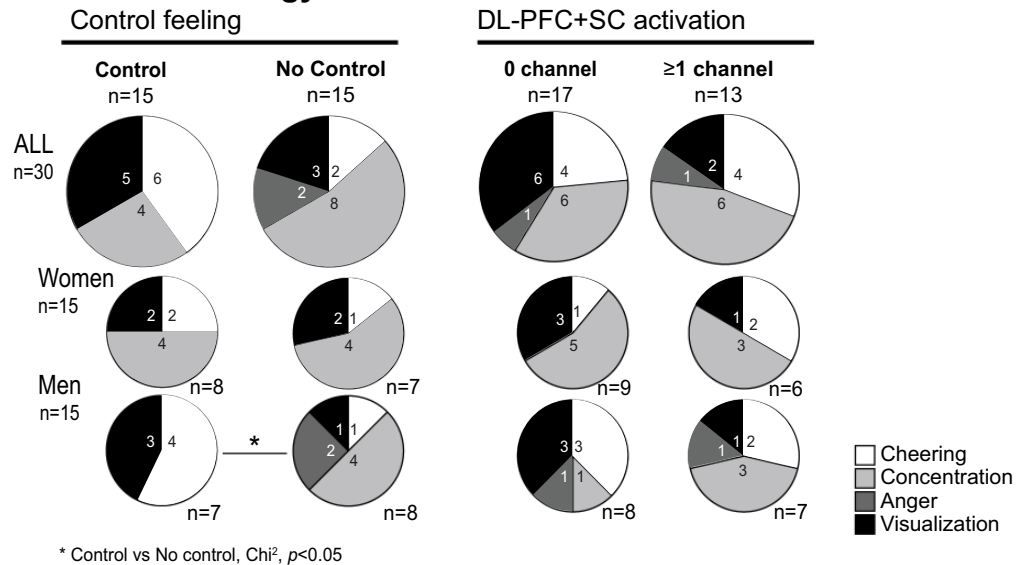 Control feeling
DL-PFC+SC activation
Control
No Control
0 channel
≥1 channel
n=15
n=15
n=17
n=13
ALL
n=30
5 6
4
3 2
2
8
6 4
1
6
2 4
1
6
Women
n=15
2 2
4
n=8
2 1
4
n=7
3 1
5
n=9
1 2
3
n=6
Men
n=15
3 4
n=7
*
1 1
2
4
n=8
3 3
1 1
n=8
1 2
1
3
n=7
Cheering
Concentration
Anger
Visualization
* Control vs No control, Chi², p<0.05